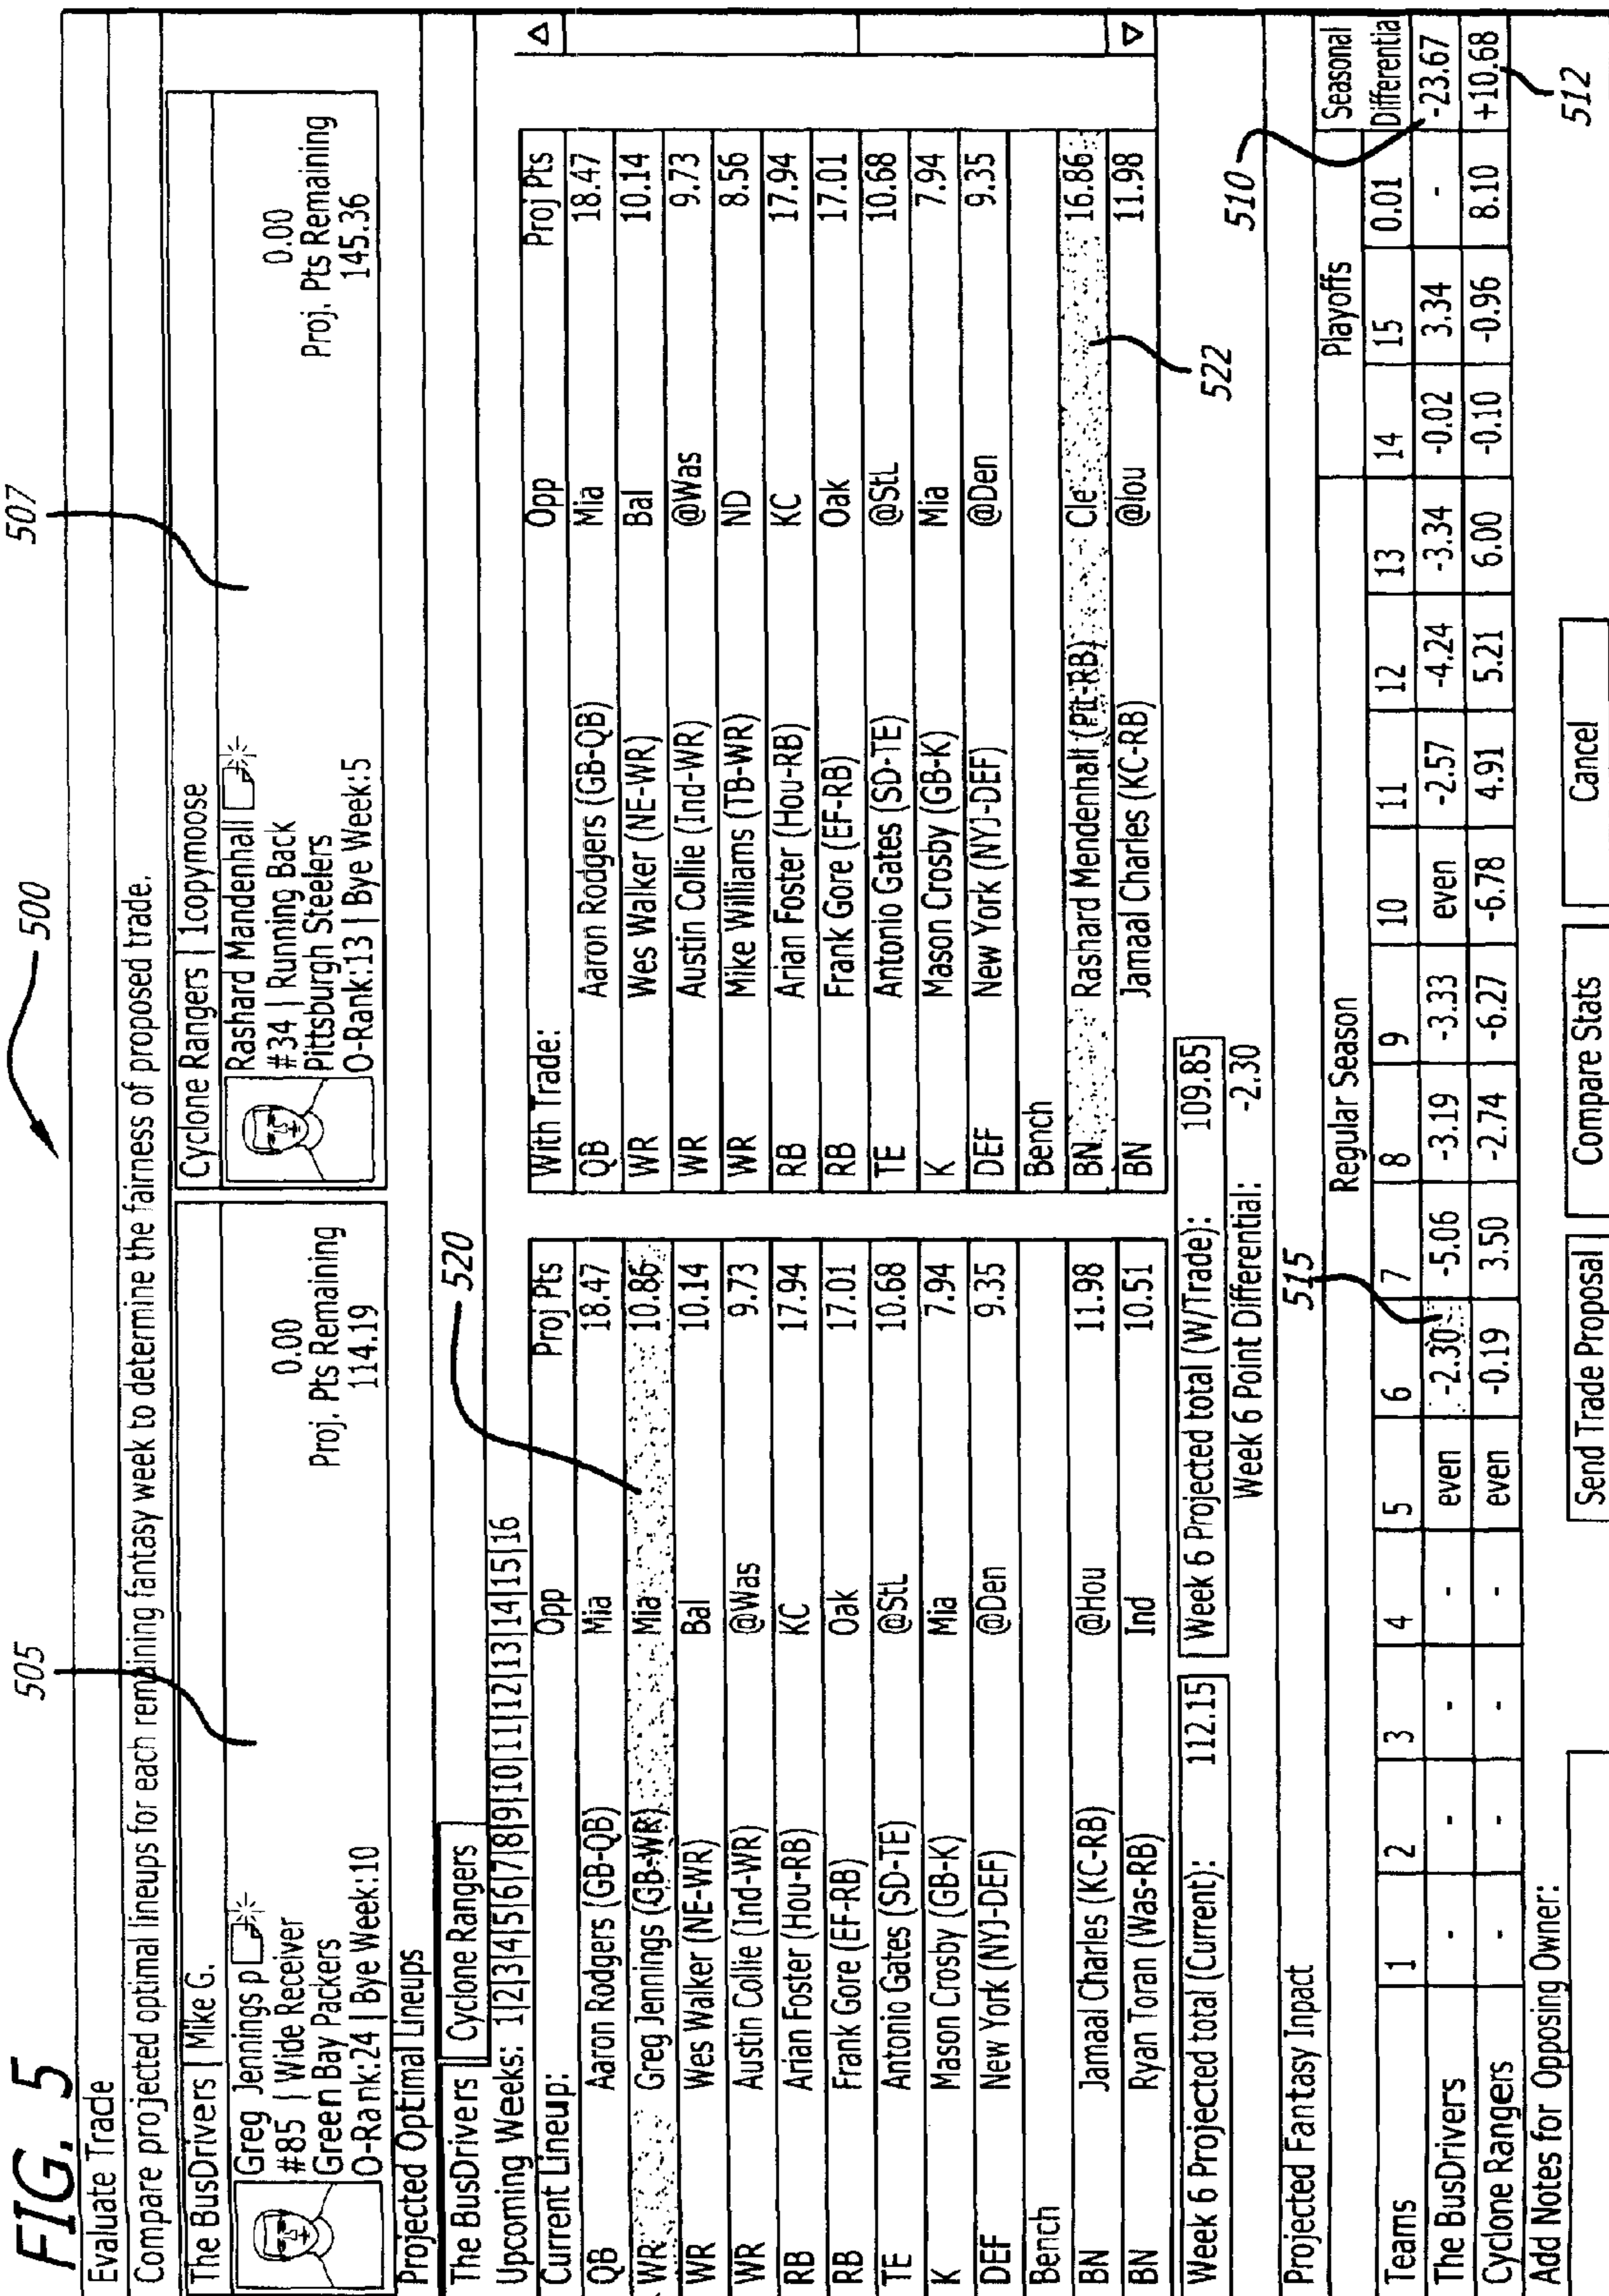 FIG. 5
500
505
507
Evaluate Trade
Compare projected optimal lineups for each remaining fantasy week to determine the fairness of proposed trade.
The BusDrivers | Mike G.
Greg Jennings p
#85 | Wide Receiver
Green Bay Packers
O-Rank:24 | Bye Week:10
0.00
Proj. Pts Remaining
114.19
Cyclone Rangers | 1copymoose
Rashard Mandenhall
#34 | Running Back
Pittsburgh Steelers
O-Rank:13 | Bye Week:5
0.00
Proj. Pts Remaining
145.36
Projected Optimal Lineups
The BusDrivers | Cyclone Rangers
520
Upcoming Weeks: 1|2|3|4|5|6|7|8|9|10|11|12|13|14|15|16
Current Lineup: Opp Proj Pts
QB Aaron Rodgers (GB-QB) Mia 18.47
WR Greg Jennings (GB-WR) Mia 10.86
WR Wes Walker (NE-WR) Bal 10.14
WR Austin Collie (Ind-WR) @Was 9.73
RB Arian Foster (Hou-RB) KC 17.94
RB Frank Gore (EF-RB) Oak 17.01
TE Antonio Gates (SD-TE) @StL 10.68
K Mason Crosby (GB-K) Mia 7.94
DEF New York (NYJ-DEF) @Den 9.35
Bench
BN Jamaal Charles (KC-RB) @Hou 11.98
BN Ryan Toran (Was-RB) Ind 10.51
With Trade: Opp Proj Pts
QB Aaron Rodgers (GB-QB) Mia 18.47
WR Wes Walker (NE-WR) Bal 10.14
WR Austin Collie (Ind-WR) @Was 9.73
WR Mike Williams (TB-WR) ND 8.56
RB Arian Foster (Hou-RB) KC 17.94
RB Frank Gore (EF-RB) Oak 17.01
TE Antonio Gates (SD-TE) @StL 10.68
K Mason Crosby (GB-K) Mia 7.94
DEF New York (NYJ-DEF) @Den 9.35
Bench
BN Rashard Mendenhall (Pit-RB) Cle 16.86
BN Jamaal Charles (KC-RB) @Iou 11.98
522
Week 6 Projected total (Current): 112.15
Week 6 Projected total (W/Trade): 109.85
Week 6 Point Differential: -2.30
515
510
Projected Fantasy Inpact
Regular Season Playoffs Seasonal
Teams 1 2 3 4 5 6 7 8 9 10 11 12 13 14 15 0.01 Differentia
The BusDrivers - - - - even -2.30 -5.06 -3.19 -3.33 even -2.57 -4.24 -3.34 -0.02 3.34 - -23.67
Cyclone Rangers - - - - even -0.19 3.50 -2.74 -6.27 -6.78 4.91 5.21 6.00 -0.10 -0.96 8.10 +10.68
512
Add Notes for Opposing Owner:
Send Trade Proposal
Compare Stats
Cancel